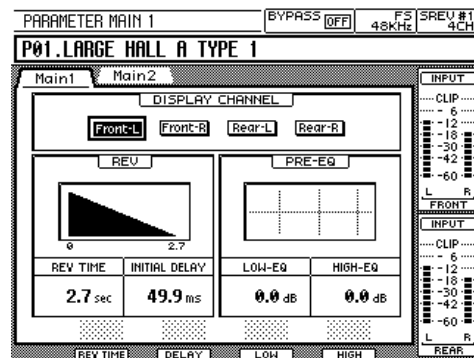 PARAMETER MAIN 1
BYPASS OFF
FS 48KHz
SREV #1 4CH
P01.LARGE HALL A TYPE 1
Main1 Main2
DISPLAY CHANNEL
Front-L Front-R Rear-L Rear-R
REV
0 2.7
REV TIME INITIAL DELAY
2.7 sec 49.9 ms
PRE-EQ
LOW-EQ HIGH-EQ
0.0 dB 0.0 dB
REV TIME DELAY LOW HIGH
INPUT
CLIP
- 6
-12
-18
-30
-42
-60
L R
FRONT
INPUT
CLIP
- 6
-12
-18
-30
-42
-60
L R
REAR